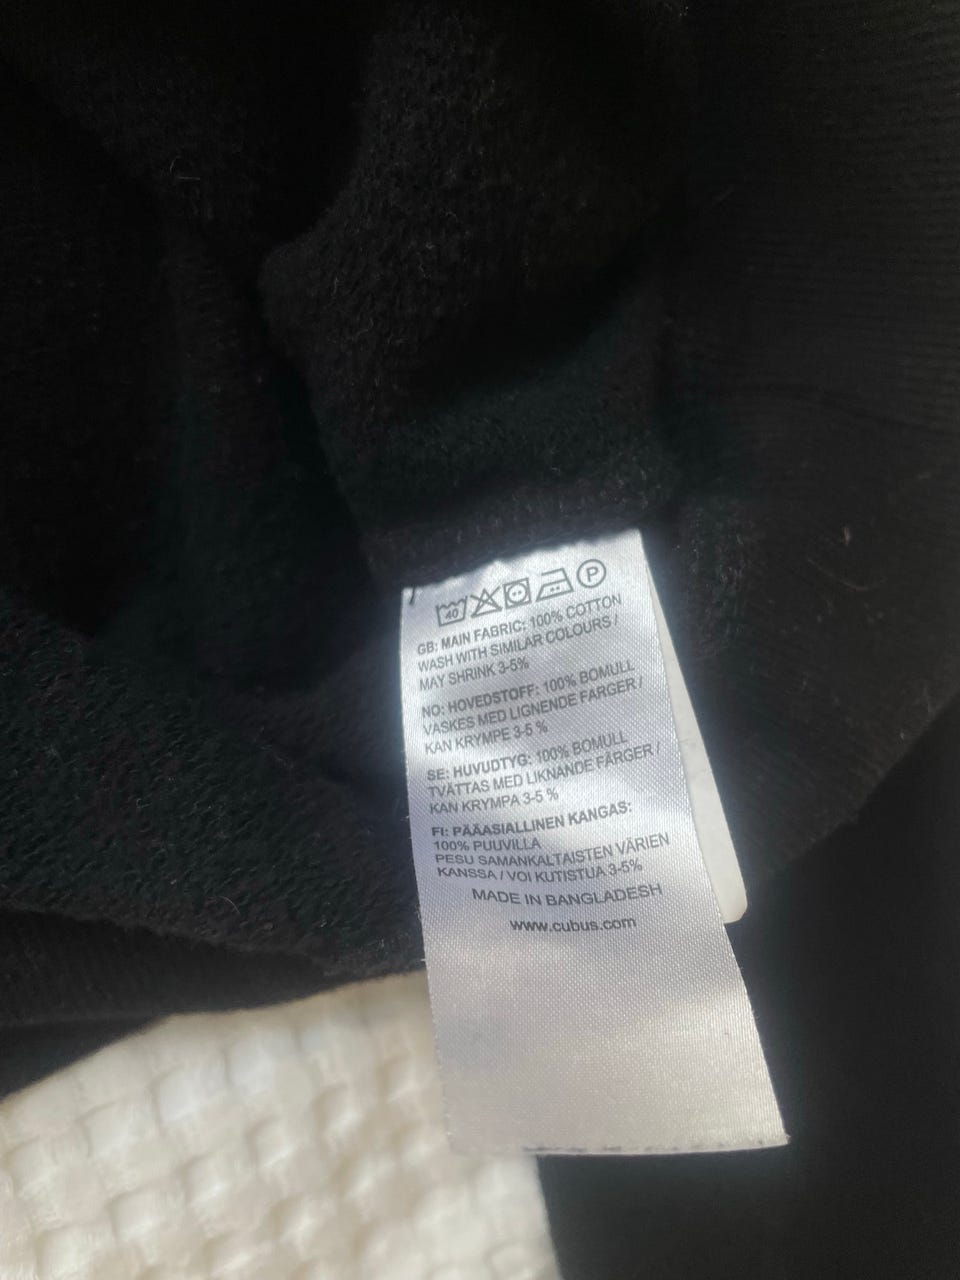 40 P
GB: MAIN FABRIC: 100% COTTON
WASH WITH SIMILAR COLOURS /
MAY SHRINK 3-5%
NO: HOVEDSTOFF: 100% BOMULL
VASKES MED LIGNENDE FARGER /
KAN KRYMPE 3-5 %
SE: HUVUDTYG: 100% BOMULL
TVÄTTAS MED LIKNANDE FÄRGER /
KAN KRYMPA 3-5 %
FI: PÄÄASIALLINEN KANGAS:
100% PUUVILLA
PESU SAMANKALTAISTEN VÄRIEN
KANSSA / VOI KUTISTUA 3-5%
MADE IN BANGLADESH
www.cubus.com